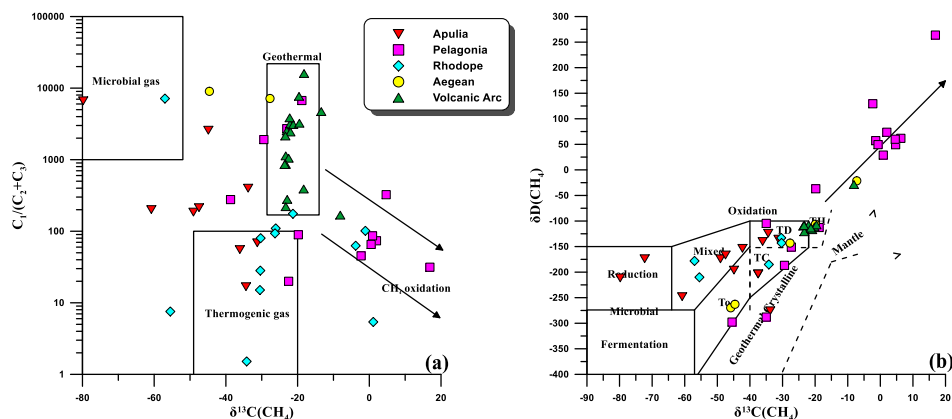 100000
10000
1000
100
10
1
C₁/(C₂+C₃)
-80
-60
-40
-20
0
20
δ¹³C(CH₄)
Microbial gas
Geothermal
Thermogenic gas
CH₄ oxidation
(a)
Apulia
Pelagonia
Rhodope
Aegean
Volcanic Arc
300
250
200
150
100
50
0
-50
-100
-150
-200
-250
-300
-350
-400
δD(CH₄)
-90
-80
-70
-60
-50
-40
-30
-20
-10
0
10
20
δ¹³C(CH₄)
Oxidation
Mixed
Reduction
Microbial
Fermentation
TD
TH
TC
To
Mantle
Geothermal Crystalline
(b)